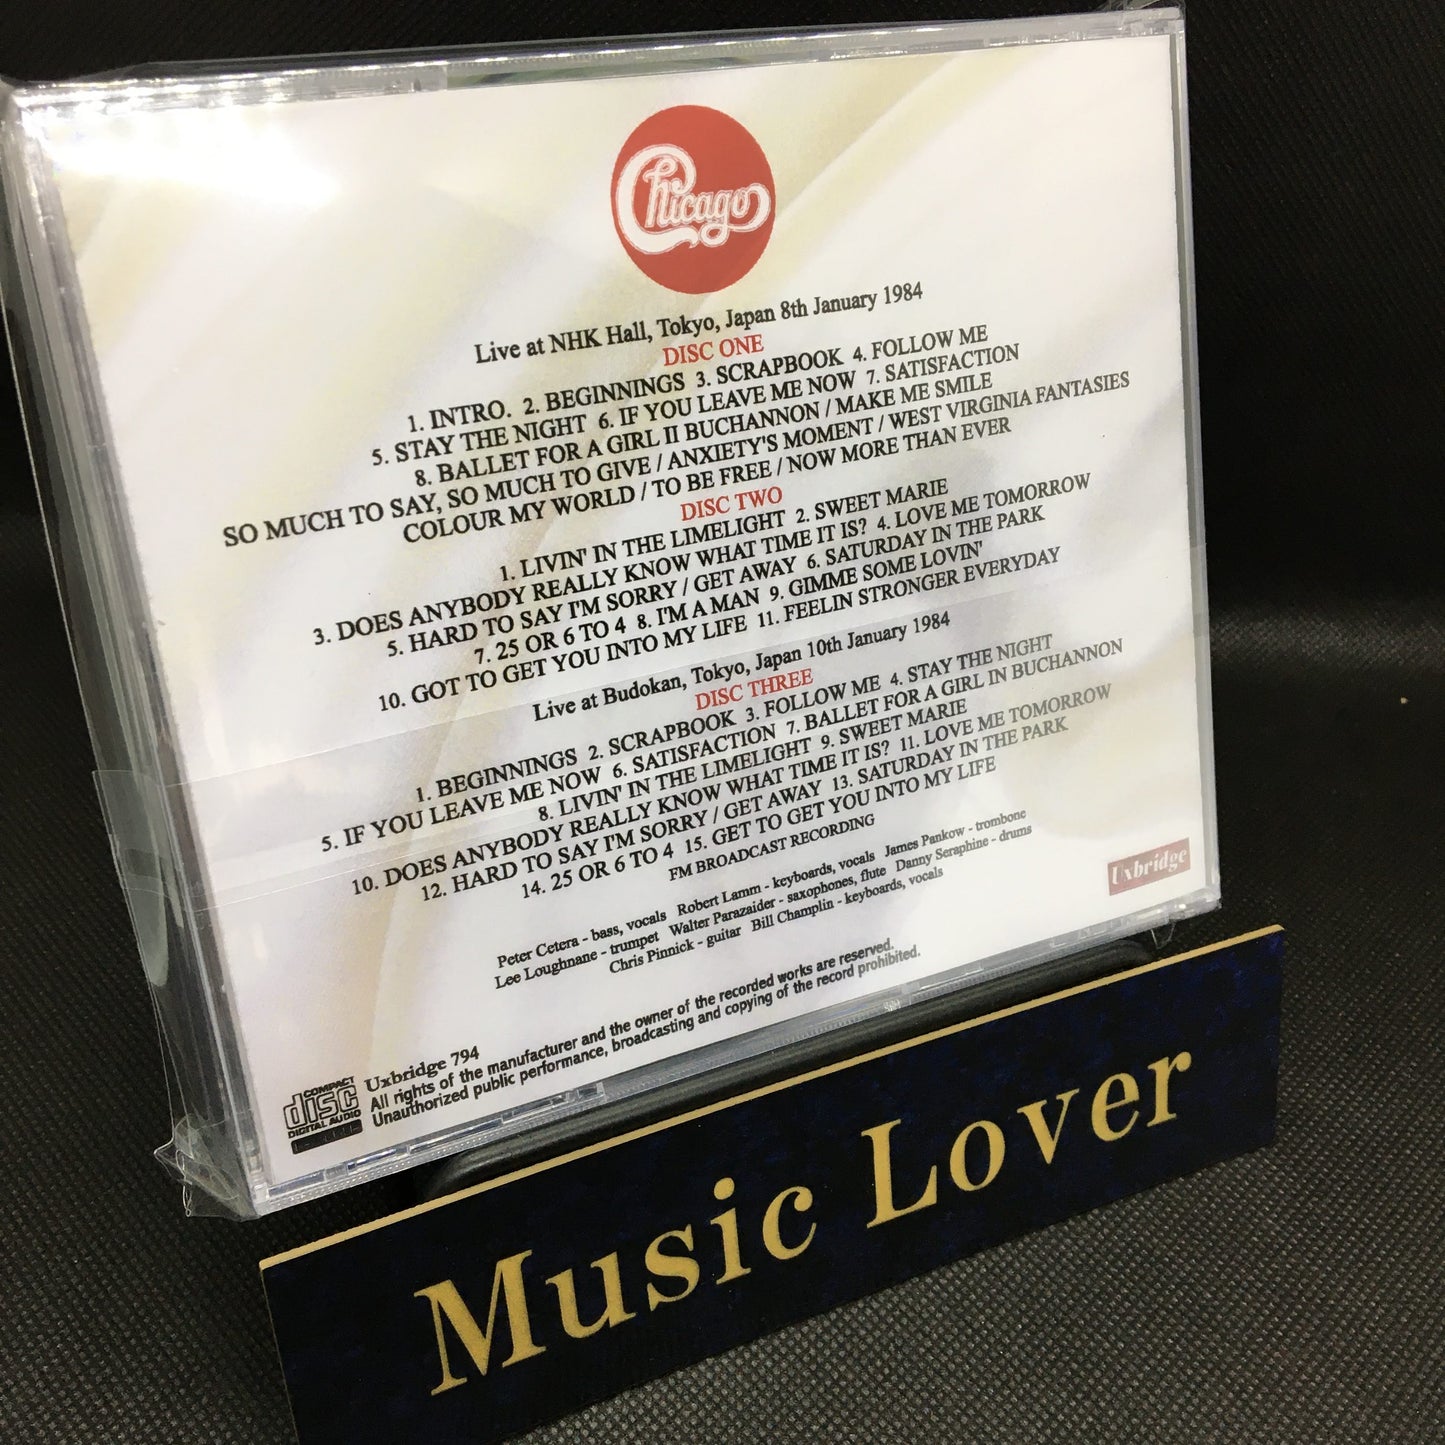 Chicago
Live at NHK Hall, Tokyo, Japan 8th January 1984
DISC ONE
1. INTRO. 2. BEGINNINGS 3. SCRAPBOOK 4. FOLLOW ME
5. STAY THE NIGHT 6. IF YOU LEAVE ME NOW 7. SATISFACTION
8. BALLET FOR A GIRL II BUCHANNON / MAKE ME SMILE
SO MUCH TO SAY, SO MUCH TO GIVE / ANXIETY'S MOMENT / WEST VIRGINIA FANTASIES
COLOUR MY WORLD / TO BE FREE / NOW MORE THAN EVER
DISC TWO
1. LIVIN' IN THE LIMELIGHT 2. SWEET MARIE
3. DOES ANYBODY REALLY KNOW WHAT TIME IT IS? 4. LOVE ME TOMORROW
5. HARD TO SAY I'M SORRY / GET AWAY 6. SATURDAY IN THE PARK
7. 25 OR 6 TO 4 8. I'M A MAN 9. GIMME SOME LOVIN'
10. GOT TO GET YOU INTO MY LIFE 11. FEELIN STRONGER EVERYDAY
Live at Budokan, Tokyo, Japan 10th January 1984
DISC THREE
1. BEGINNINGS 2. SCRAPBOOK 3. FOLLOW ME 4. STAY THE NIGHT
5. IF YOU LEAVE ME NOW 6. SATISFACTION 7. BALLET FOR A GIRL IN BUCHANNON
8. LIVIN' IN THE LIMELIGHT 9. SWEET MARIE
10. DOES ANYBODY REALLY KNOW WHAT TIME IT IS? 11. LOVE ME TOMORROW
12. HARD TO SAY I'M SORRY / GET AWAY 13. SATURDAY IN THE PARK
14. 25 OR 6 TO 4 15. GET TO GET YOU INTO MY LIFE
FM BROADCAST RECORDING
Peter Cetera - bass, vocals Robert Lamm - keyboards, vocals James Pankow - trombone
Lee Loughnane - trumpet Walter Parazaider - saxophones, flute Danny Seraphine - drums
Chris Pinnick - guitar Bill Champlin - keyboards, vocals
Uxbridge
Uxbridge 794
All rights of the manufacturer and the owner of the recorded works are reserved.
Unauthorized public performance, broadcasting and copying of the record prohibited.
COMPACT
disc
DIGITAL AUDIO
Music Lover